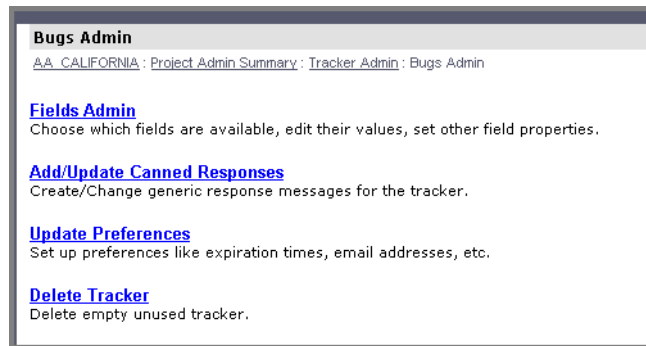 Bugs Admin
AA CALIFORNIA : Project Admin Summary : Tracker Admin : Bugs Admin
Fields Admin
Choose which fields are available, edit their values, set other field properties.
Add/Update Canned Responses
Create/Change generic response messages for the tracker.
Update Preferences
Set up preferences like expiration times, email addresses, etc.
Delete Tracker
Delete empty unused tracker.